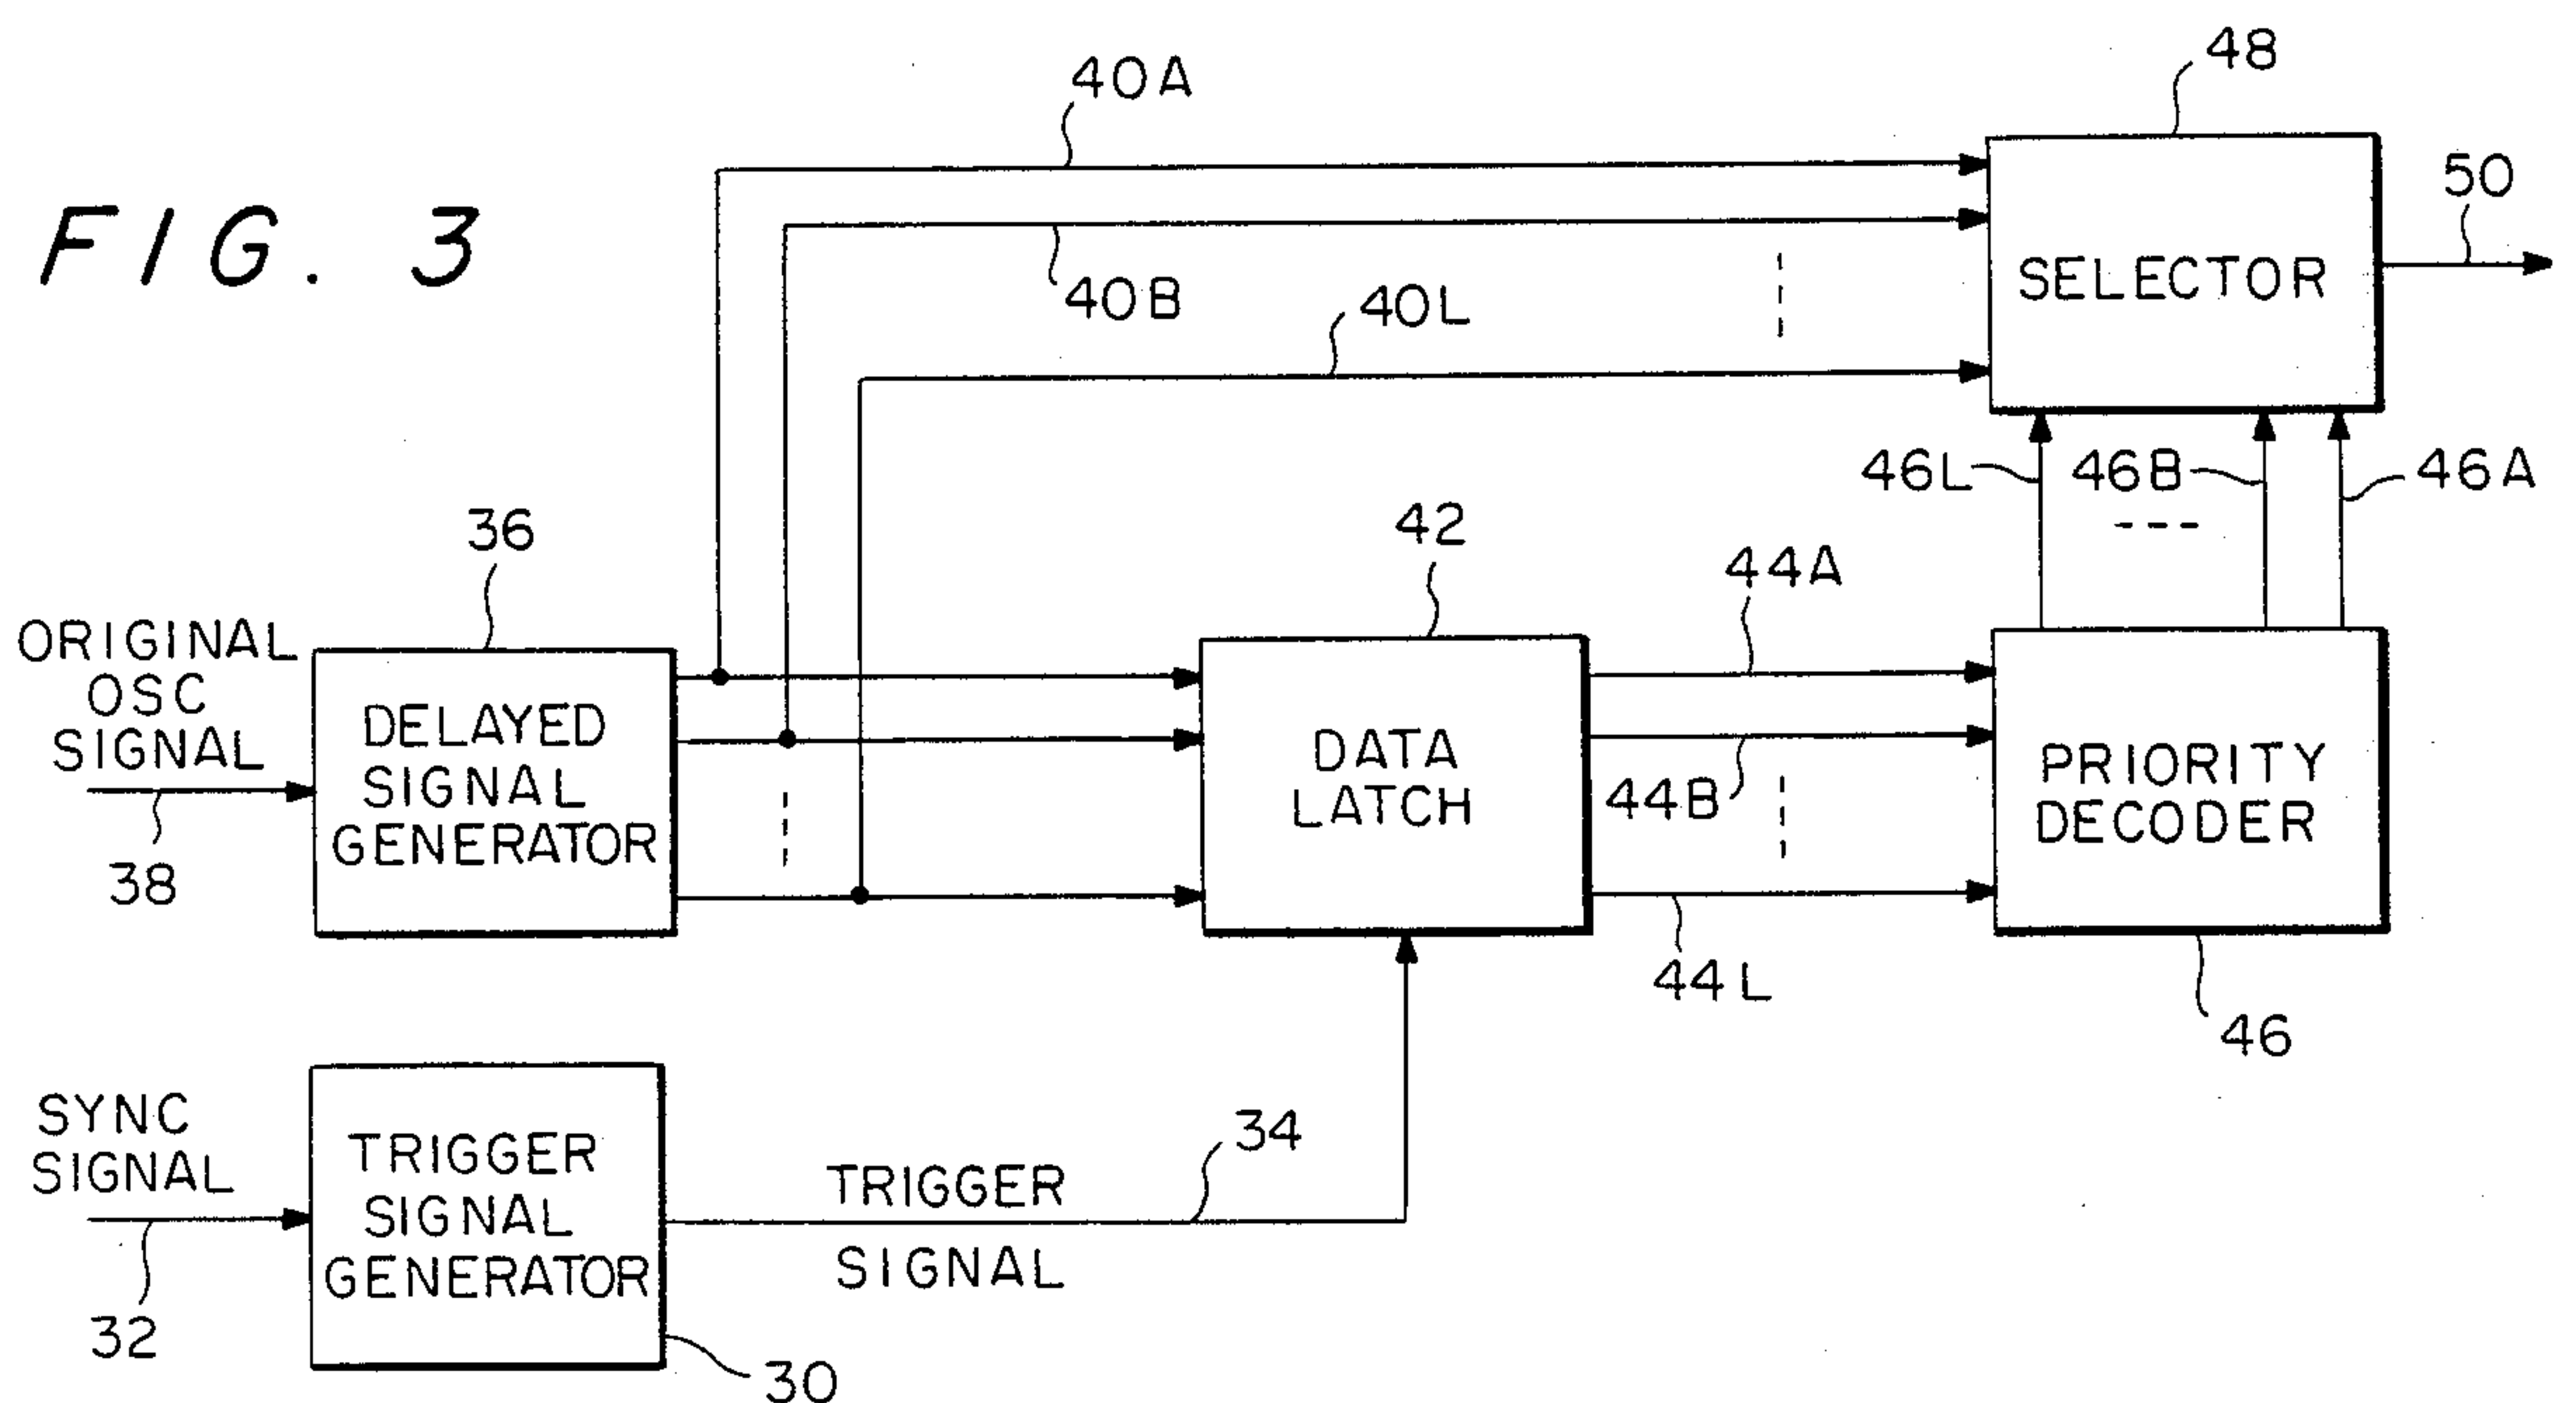 FIG. 3
40A
48
50
40B
40L
SELECTOR
46L
46B
46A
36
42
44A
ORIGINAL
OSC
SIGNAL
38
DELAYED
SIGNAL
GENERATOR
DATA
LATCH
44B
44L
PRIORITY
DECODER
46
SYNC
SIGNAL
32
TRIGGER
SIGNAL
GENERATOR
30
TRIGGER
SIGNAL
34